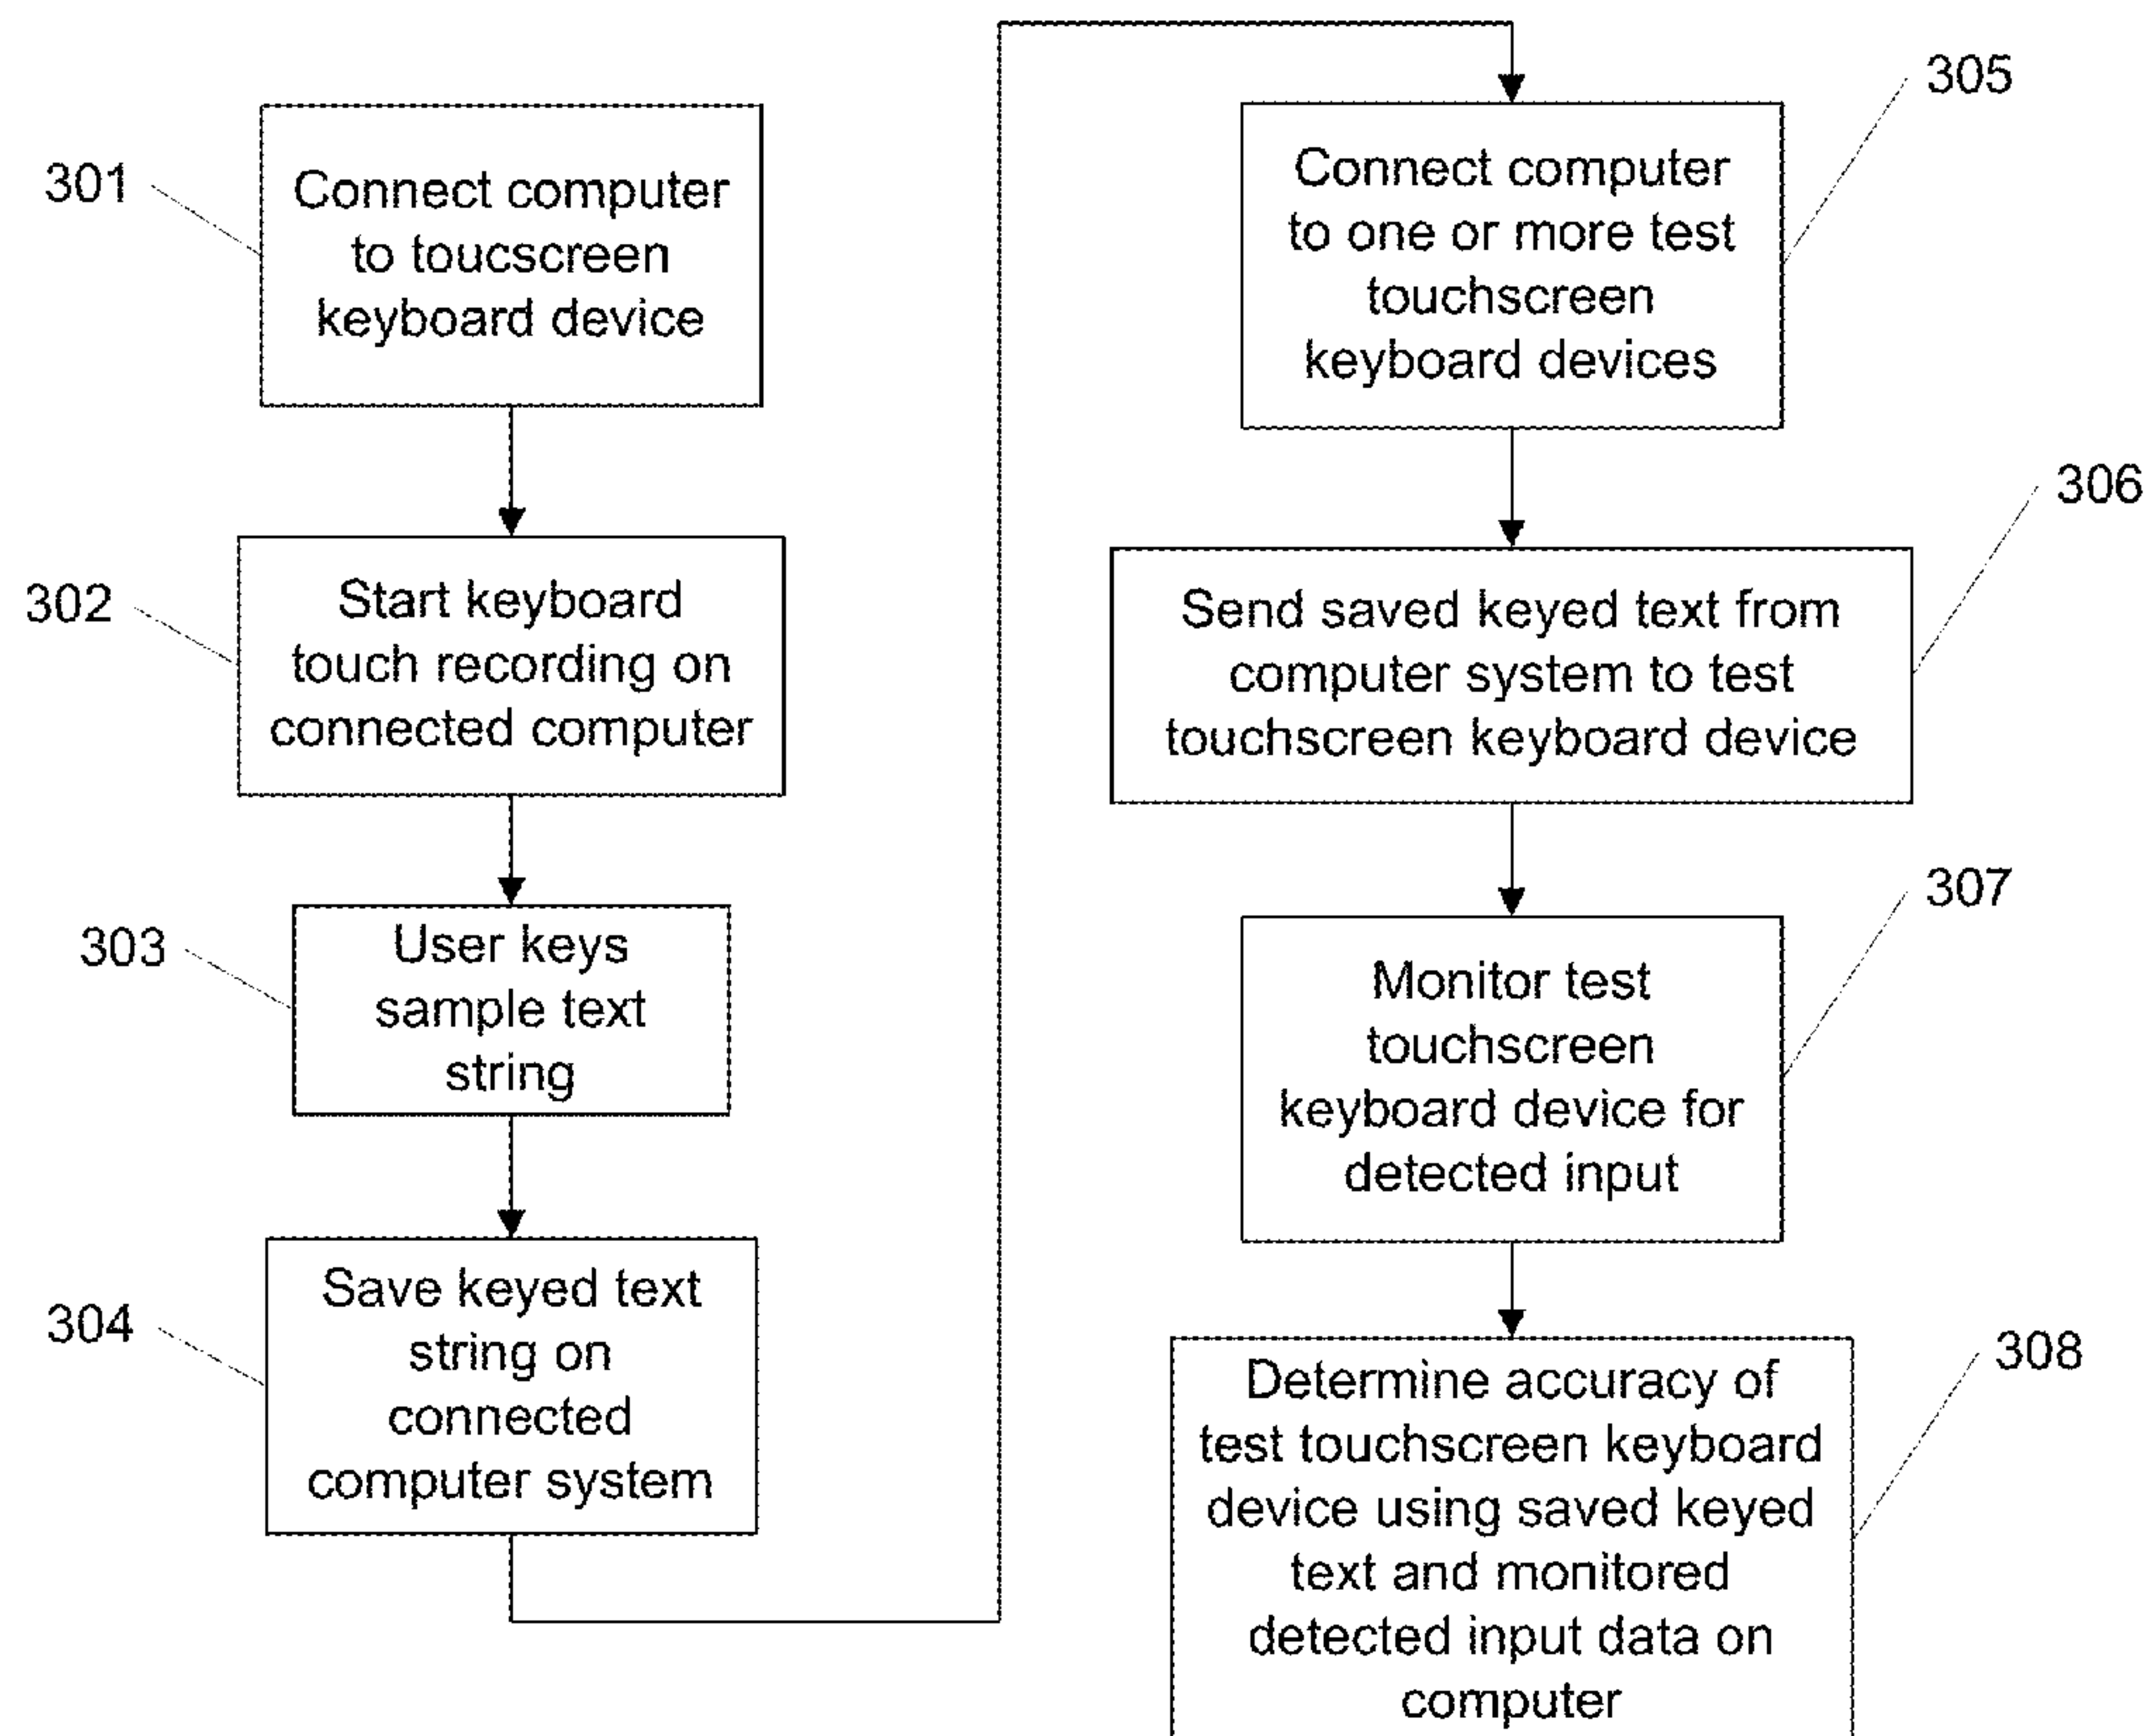 301
Connect computer
to toucscreen
keyboard device
302
Start keyboard
touch recording on
connected computer
303
User keys
sample text
string
304
Save keyed text
string on
connected
computer system
305
Connect computer
to one or more test
touchscreen
keyboard devices
306
Send saved keyed text from
computer system to test
touchscreen keyboard device
307
Monitor test
touchscreen
keyboard device for
detected input
308
Determine accuracy of
test touchscreen keyboard
device using saved keyed
text and monitored
detected input data on
computer